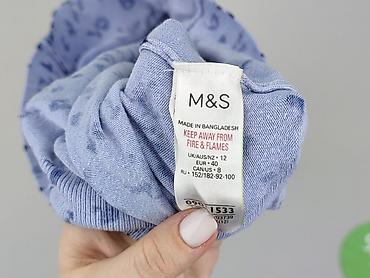 M&S
MADE IN BANGLADESH
KEEP AWAY FROM
FIRE & FLAMES
UK/AUS/NZ • 12
EUR • 40
CAN/US • 8
RU • 152/182-92-100
1533